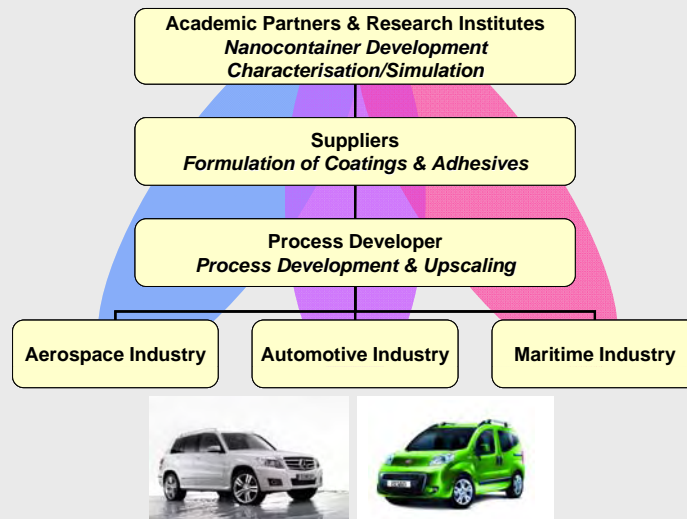 Academic Partners & Research Institutes
Nanocontainer Development
Characterisation/Simulation
Suppliers
Formulation of Coatings & Adhesives
Process Developer
Process Development & Upscaling
Aerospace Industry
Automotive Industry
Maritime Industry